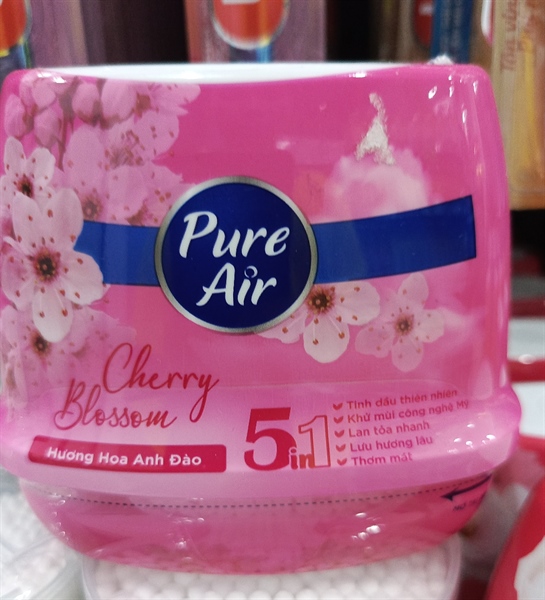 Pure
Air
Cherry
Blossom
Hương Hoa Anh Đào
5in1
Tinh dầu thiên nhiên
Khử mùi công nghệ Mỹ
Lan tỏa nhanh
Lưu hương lâu
Thơm mát